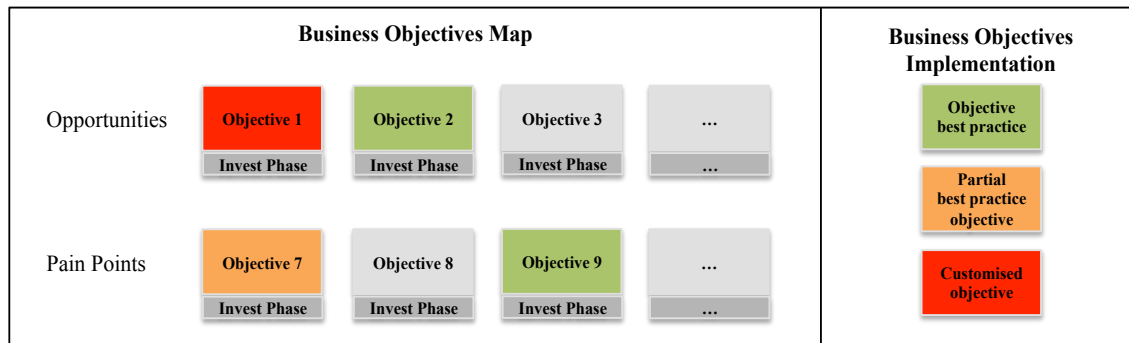 Business Objectives Map
Opportunities
Objective 1
Objective 2
Objective 3
...
Invest Phase
Invest Phase
Invest Phase
...
Pain Points
Objective 7
Objective 8
Objective 9
...
Invest Phase
Invest Phase
Invest Phase
...
Business Objectives
Implementation
Objective
best practice
Partial
best practice
objective
Customised
objective